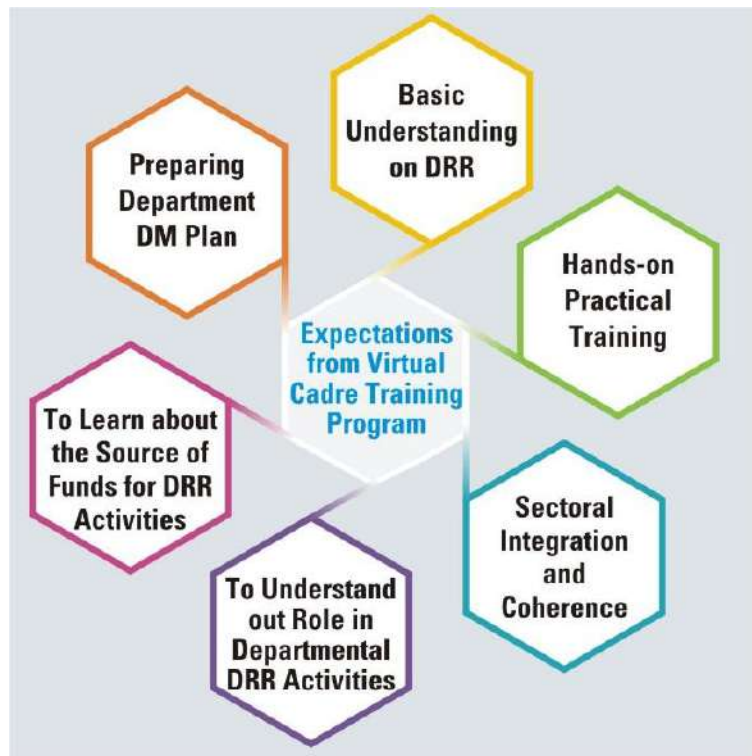 Basic
Understanding
on DRR
Preparing
Department
DM Plan
Hands-on
Practical
Training
Expectations
from Virtual
Cadre Training
Program
To Learn about
the Source of
Funds for DRR
Activities
Sectoral
Integration
and
Coherence
To Understand
out Role in
Departmental
DRR Activities